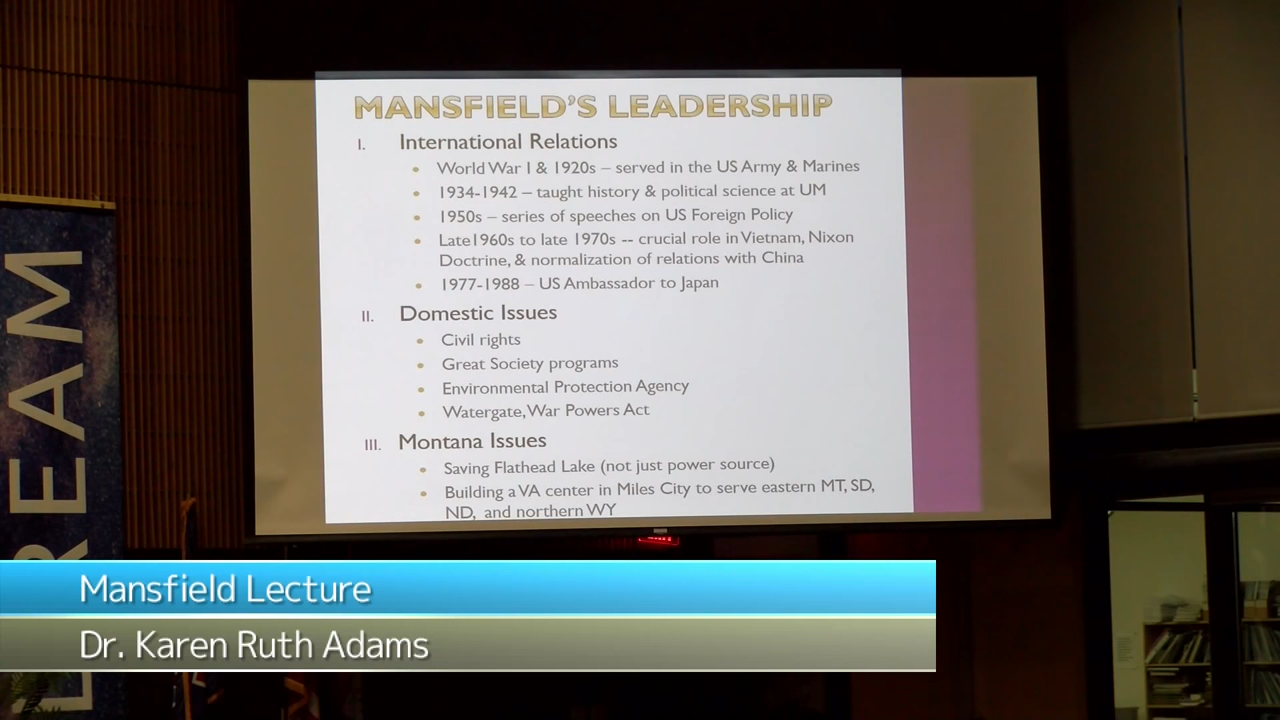 MANSFIELD'S LEADERSHIP
I. International Relations
• World War I & 1920s – served in the US Army & Marines
• 1934-1942 – taught history & political science at UM
• 1950s – series of speeches on US Foreign Policy
• Late1960s to late 1970s -- crucial role in Vietnam, Nixon
Doctrine, & normalization of relations with China
• 1977-1988 – US Ambassador to Japan
II. Domestic Issues
• Civil rights
• Great Society programs
• Environmental Protection Agency
• Watergate, War Powers Act
III. Montana Issues
• Saving Flathead Lake (not just power source)
• Building a VA center in Miles City to serve eastern MT, SD,
ND, and northern WY
REAM
Mansfield Lecture
Dr. Karen Ruth Adams